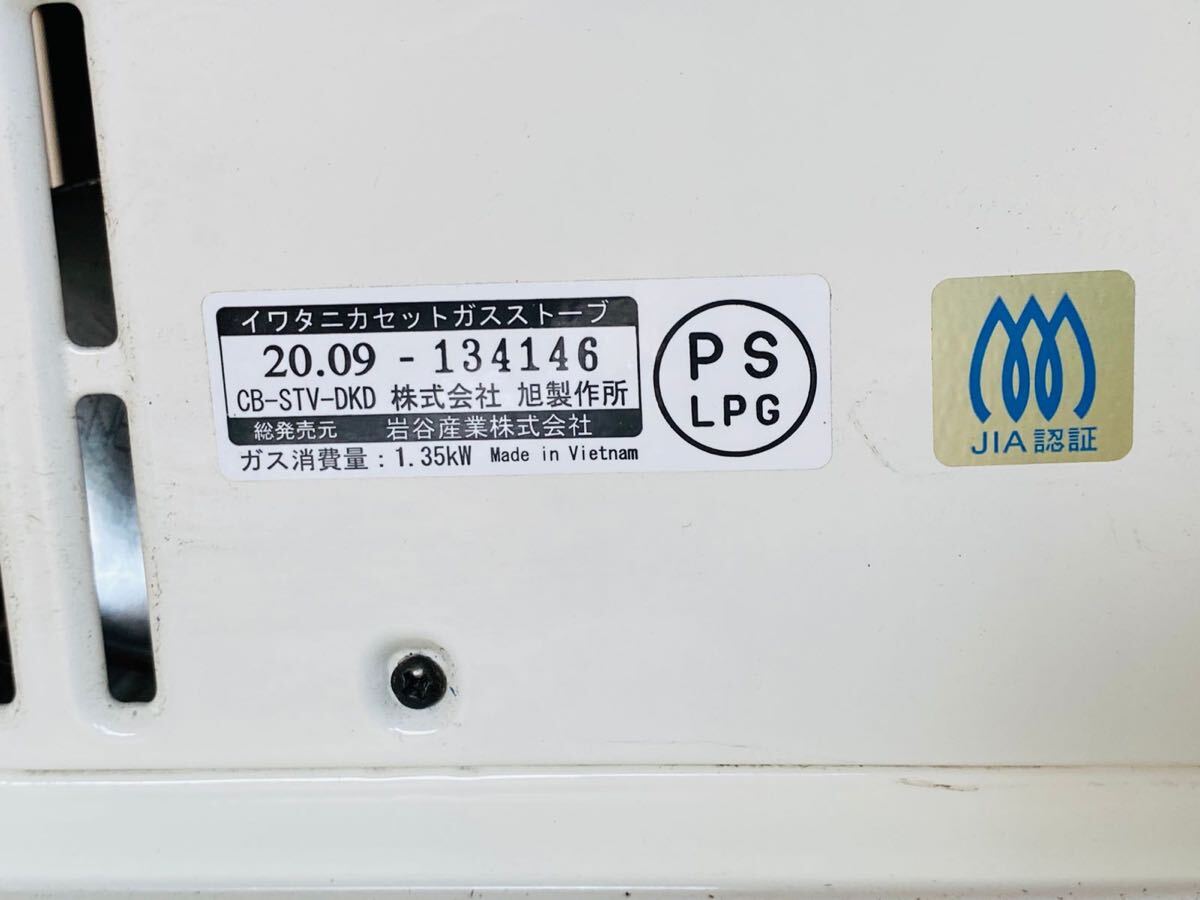 イワタニカセットガスストーブ
20.09 - 134146
CB-STV-DKD 株式会社 旭製作所
総発売元 岩谷産業株式会社
ガス消費量：1.35kW Made in Vietnam
PS
LPG
JIA認証